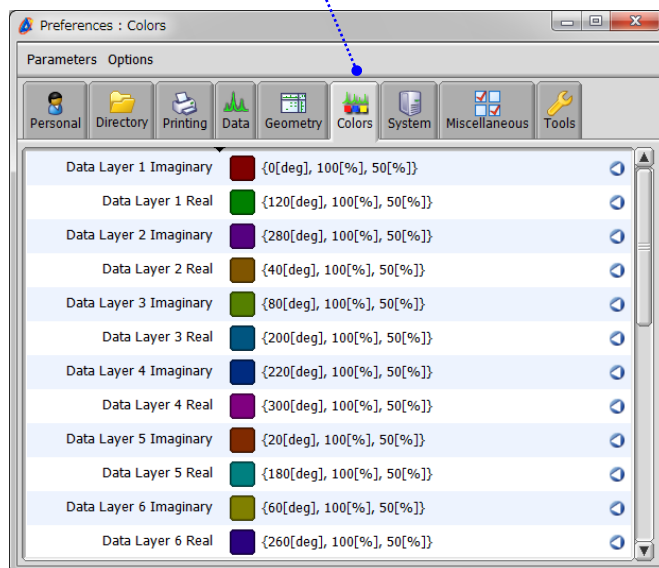 Preferences : Colors
Parameters Options
Personal Directory Printing Data Geometry Colors System Miscellaneous Tools
Data Layer 1 Imaginary {0[deg], 100[%], 50[%]}
Data Layer 1 Real {120[deg], 100[%], 50[%]}
Data Layer 2 Imaginary {280[deg], 100[%], 50[%]}
Data Layer 2 Real {40[deg], 100[%], 50[%]}
Data Layer 3 Imaginary {80[deg], 100[%], 50[%]}
Data Layer 3 Real {200[deg], 100[%], 50[%]}
Data Layer 4 Imaginary {220[deg], 100[%], 50[%]}
Data Layer 4 Real {300[deg], 100[%], 50[%]}
Data Layer 5 Imaginary {20[deg], 100[%], 50[%]}
Data Layer 5 Real {180[deg], 100[%], 50[%]}
Data Layer 6 Imaginary {60[deg], 100[%], 50[%]}
Data Layer 6 Real {260[deg], 100[%], 50[%]}